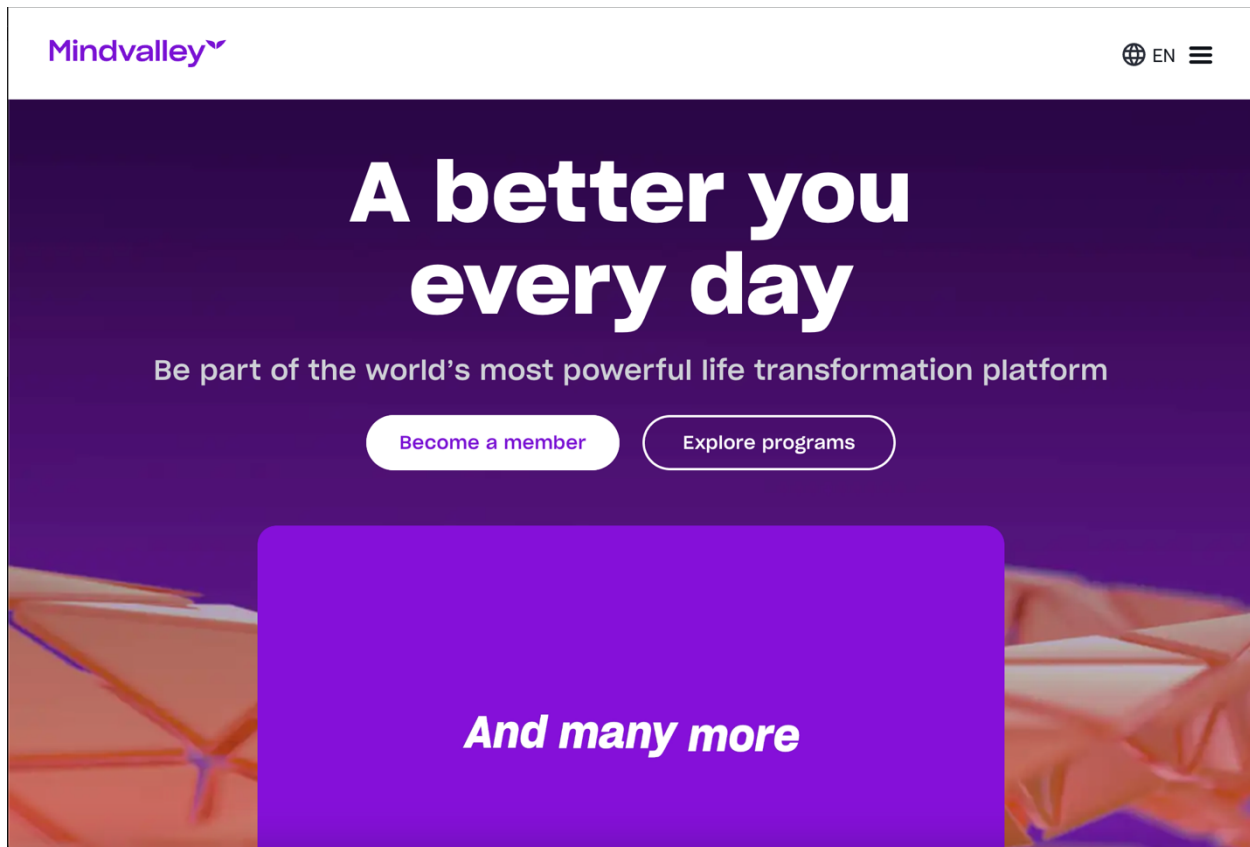 Mindvalley
EN
A better you
every day
Be part of the world's most powerful life transformation platform
Become a member
Explore programs
And many more